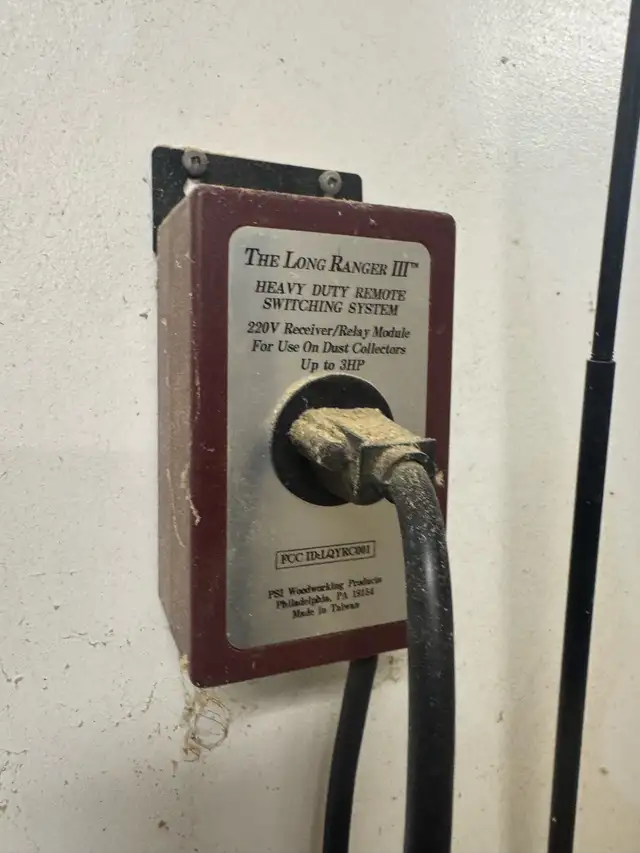 THE LONG RANGER III™
HEAVY DUTY REMOTE
SWITCHING SYSTEM
220V Receiver/Relay Module
For Use On Dust Collectors
Up to 3HP
FCC ID:LQYRC001
PSI Woodworking Products
Philadelphia, PA 19154
Made in Taiwan